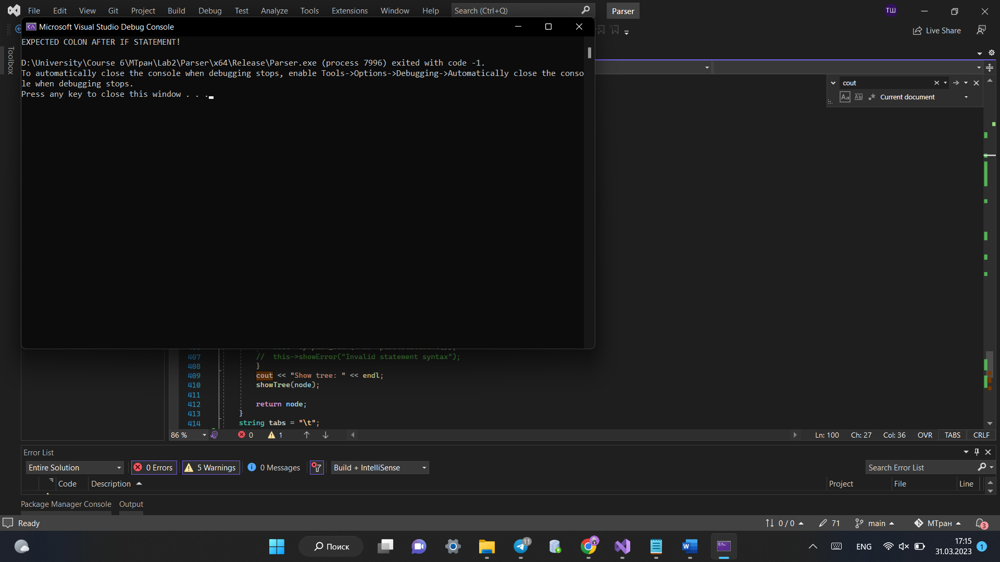 File Edit View Git Project Build Debug Test Analyze Tools Extensions Window Help Search (Ctrl+Q) Parser ТШ
Microsoft Visual Studio Debug Console
Live Share
Toolbox
EXPECTED COLON AFTER IF STATEMENT!
D:\University\Course 6\МТран\Lab2\Parser\x64\Release\Parser.exe (process 7996) exited with code -1.
To automatically close the console when debugging stops, enable Tools->Options->Debugging->Automatically close the conso
le when debugging stops.
Press any key to close this window . . .
cout
Aa Ab Current document
407 // this->showError("Invalid statement syntax");
408 }
409 cout << "Show tree: " << endl;
410 showTree(node);
411
412 return node;
413 }
414 string tabs = "\t";
86 % 0 1 Ln: 100 Ch: 27 Col: 36 OVR TABS CRLF
Error List
Entire Solution 0 Errors 5 Warnings 0 Messages Build + IntelliSense Search Error List
Code Description Project File Line
Package Manager Console Output
Ready 0 / 0 71 main МТран 3
Поиск 11 ENG 17:15
31.03.2023 1